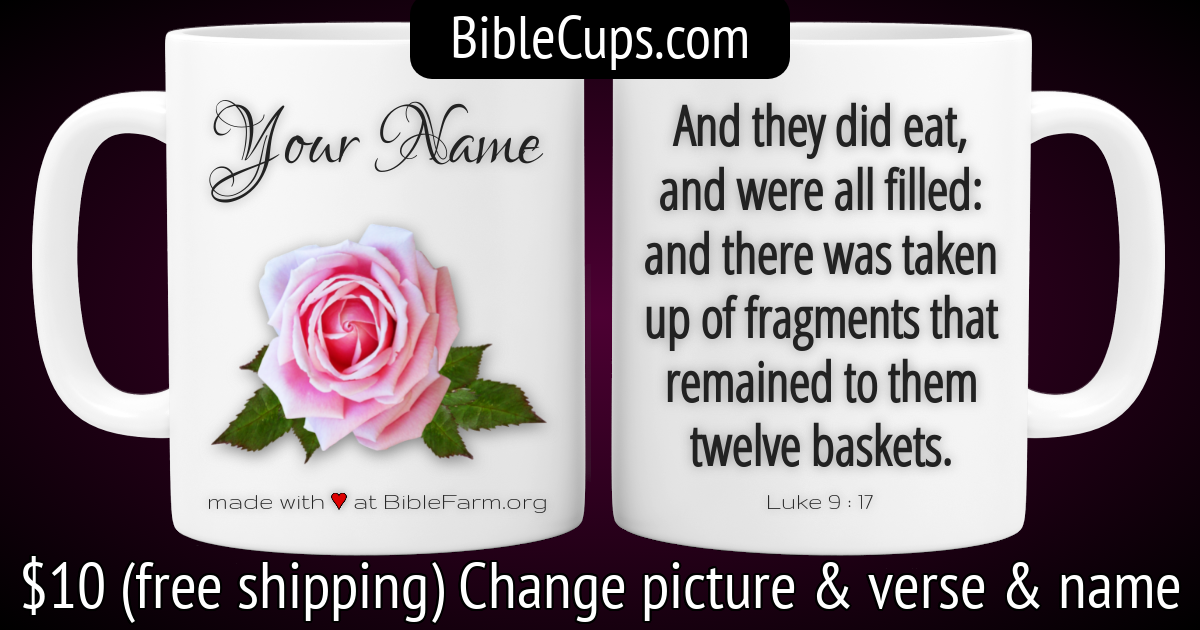 BibleCups.com
Your Name
made with ♥ at BibleFarm.org
And they did eat,
and were all filled:
and there was taken
up of fragments that
remained to them
twelve baskets.
Luke 9 : 17
$10 (free shipping) Change picture & verse & name